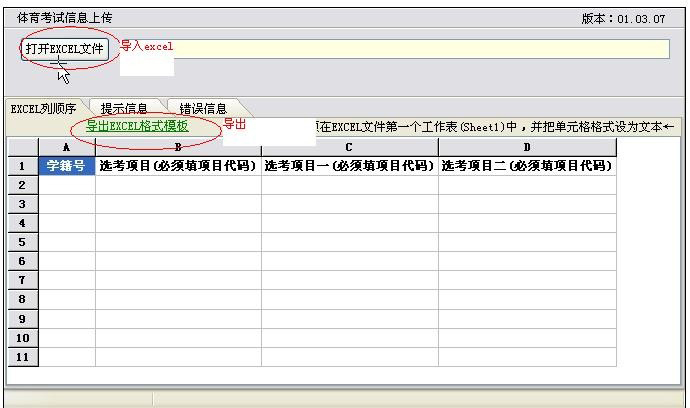 体育考试信息上传 版本：01.03.07
打开EXCEL文件 导入excel
EXCEL列顺序 提示信息 错误信息
导出EXCEL格式模板 导出 在EXCEL文件第一个工作表(Sheet1)中，并把单元格格式设为文本←
A B C D
1 学籍号 选考项目(必须填项目代码) 选考项目一(必须填项目代码) 选考项目二(必须填项目代码)
2
3
4
5
6
7
8
9
10
11